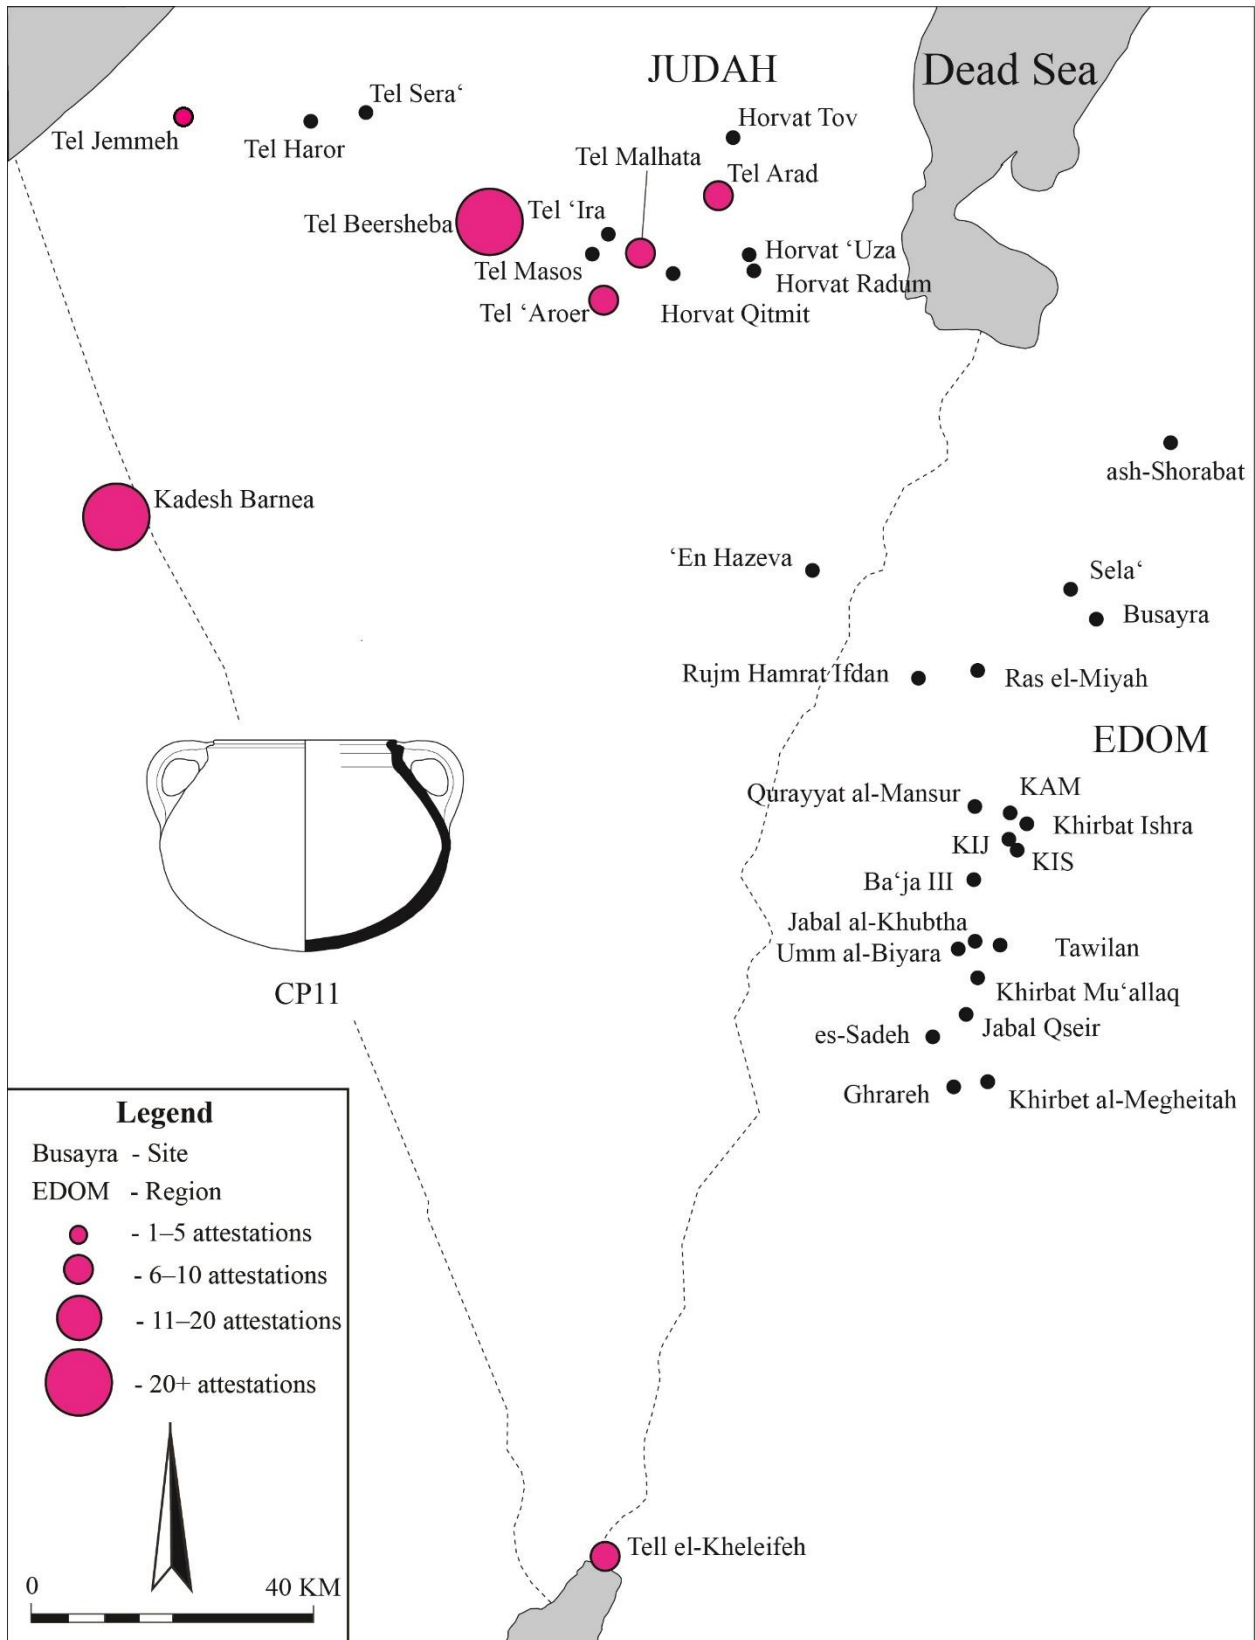 JUDAH
Dead Sea
Tel Sera‘
Tel Jemmeh
Tel Haror
Horvat Tov
Tel Malhata
Tel Arad
Tel ‘Ira
Tel Beersheba
Horvat ‘Uza
Tel Masos
Horvat Radum
Tel ‘Aroer
Horvat Qitmit
ash-Shorabat
Kadesh Barnea
‘En Hazeva
Sela‘
Busayra
Rujm Hamrat Ifdan
Ras el-Miyah
EDOM
Qurayyat al-Mansur
KAM
Khirbat Ishra
KIJ
KIS
Ba‘ja III
Jabal al-Khubtha
Umm al-Biyara
Tawilan
CP11
Khirbat Mu‘allaq
Jabal Qseir
es-Sadeh
Ghrareh
Khirbet al-Megheitah
Legend
Busayra - Site
EDOM - Region
- 1–5 attestations
- 6–10 attestations
- 11–20 attestations
- 20+ attestations
Tell el-Kheleifeh
0 40 KM